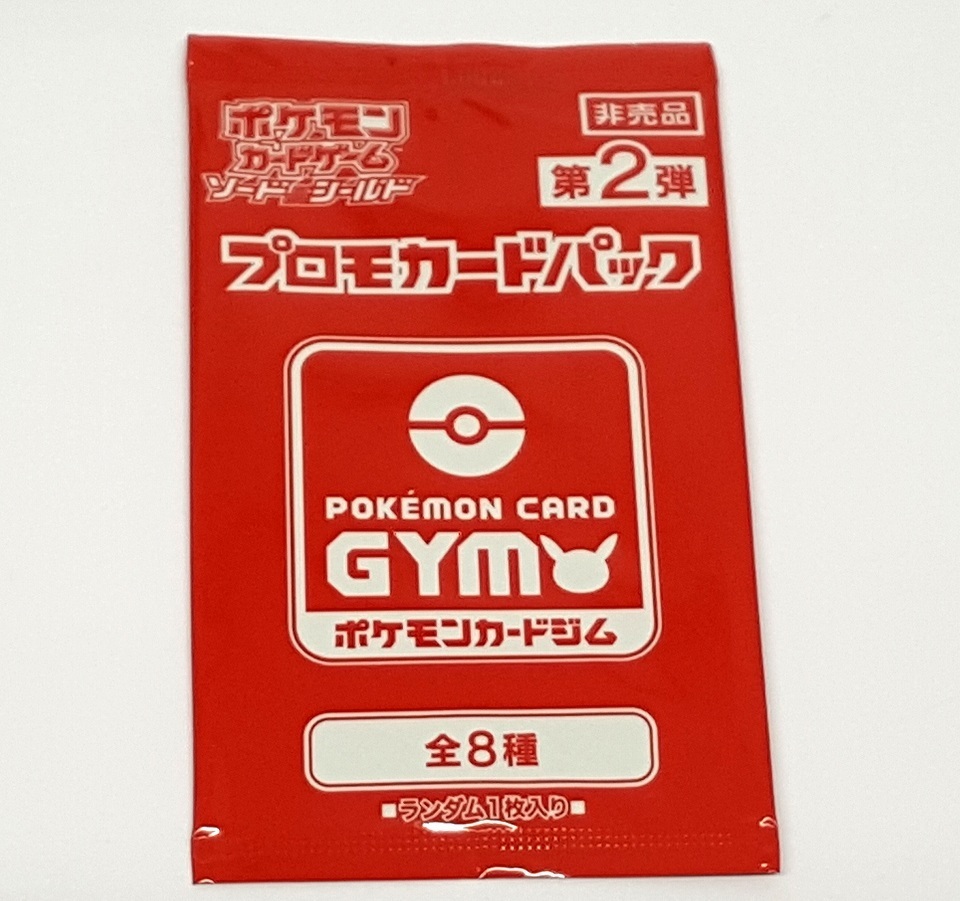 ポケモン
カードゲーム
ソード&シールド
非売品
第2弾
プロモカードパック
POKÉMON CARD
GYM
ポケモンカードジム
全8種
■ランダム1枚入り■